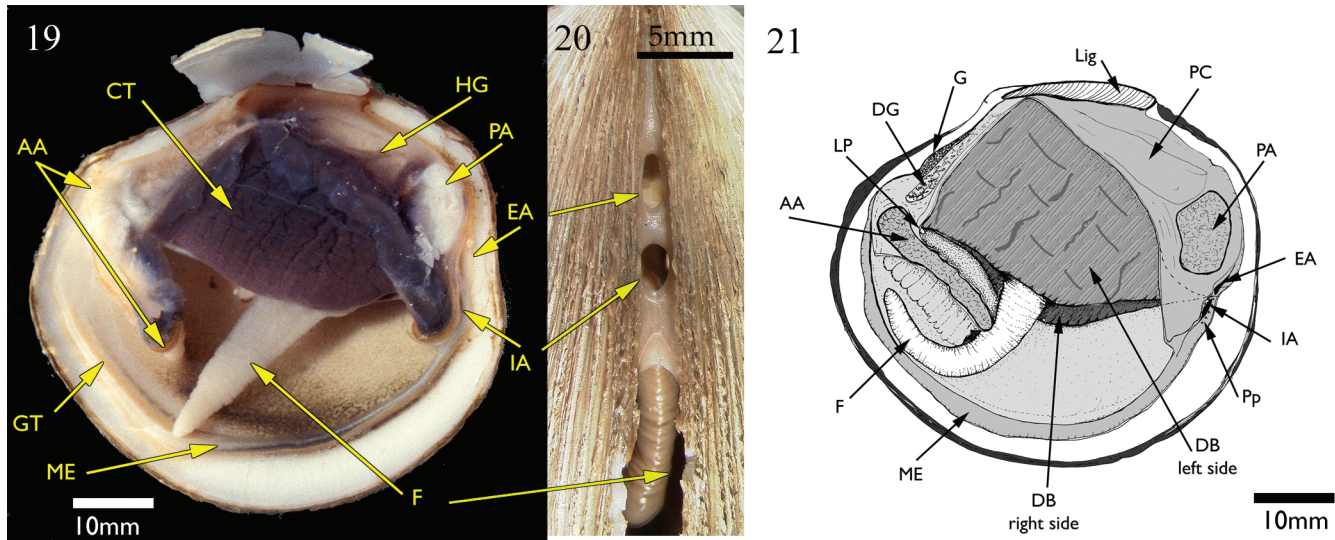 19
CT
HG
AA
PA
EA
IA
GT
ME
F
10mm
20
5mm
21
Lig
G
PC
DG
LP
PA
AA
EA
IA
F
Pp
ME
DB
left side
DB
right side
10mm